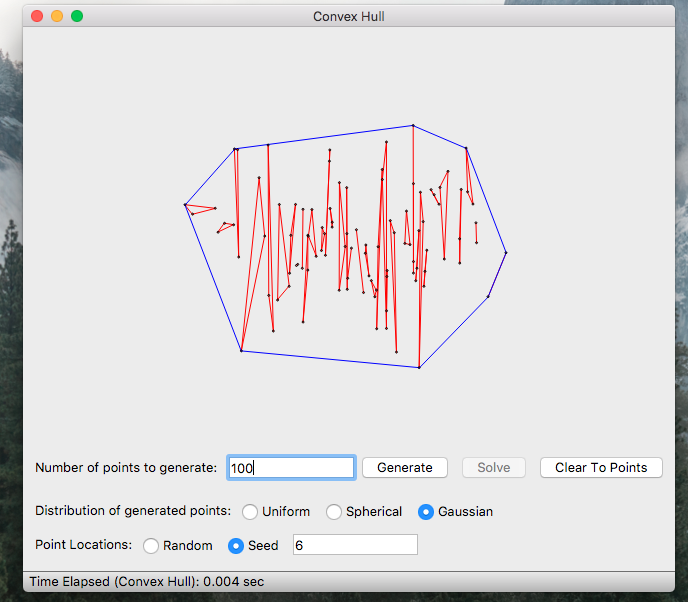 Convex Hull
Number of points to generate: 100 Generate Solve Clear To Points
Distribution of generated points: Uniform Spherical Gaussian
Point Locations: Random Seed 6
Time Elapsed (Convex Hull): 0.004 sec